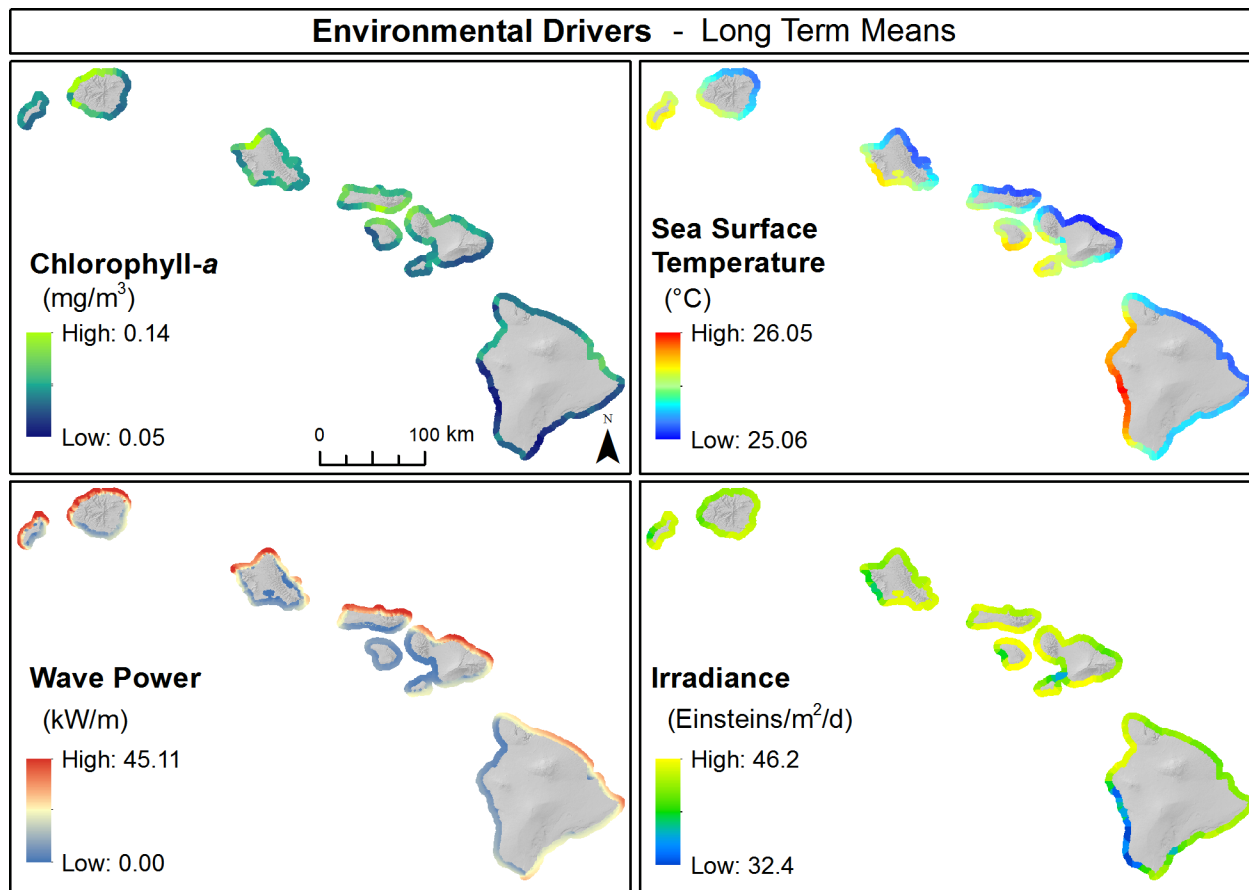 Environmental Drivers - Long Term Means
Chlorophyll-a
(mg/m³)
High: 0.14
Low: 0.05
0 100 km
N
Sea Surface
Temperature
(°C)
High: 26.05
Low: 25.06
Wave Power
(kW/m)
High: 45.11
Low: 0.00
Irradiance
(Einsteins/m²/d)
High: 46.2
Low: 32.4